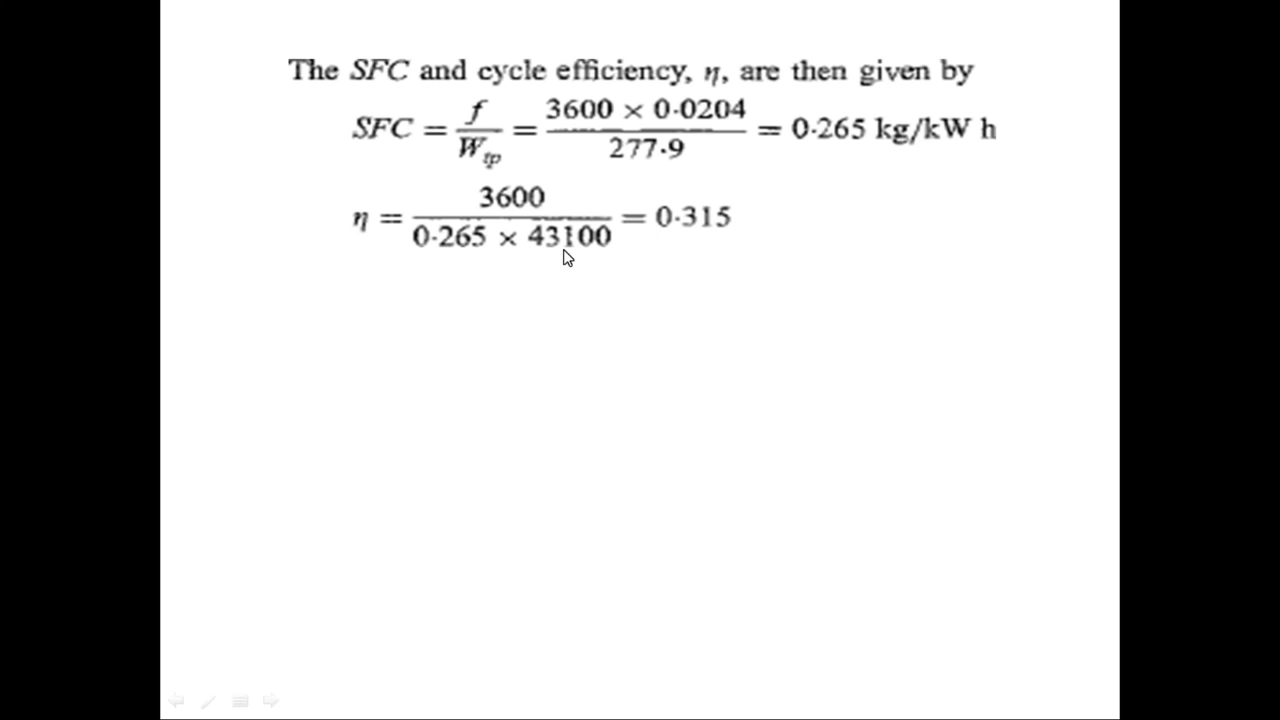 The SFC and cycle efficiency, η, are then given by
SFC = f / W_tp = 3600 × 0·0204 / 277·9 = 0·265 kg/kW h
η = 3600 / 0·265 × 43100 = 0·315